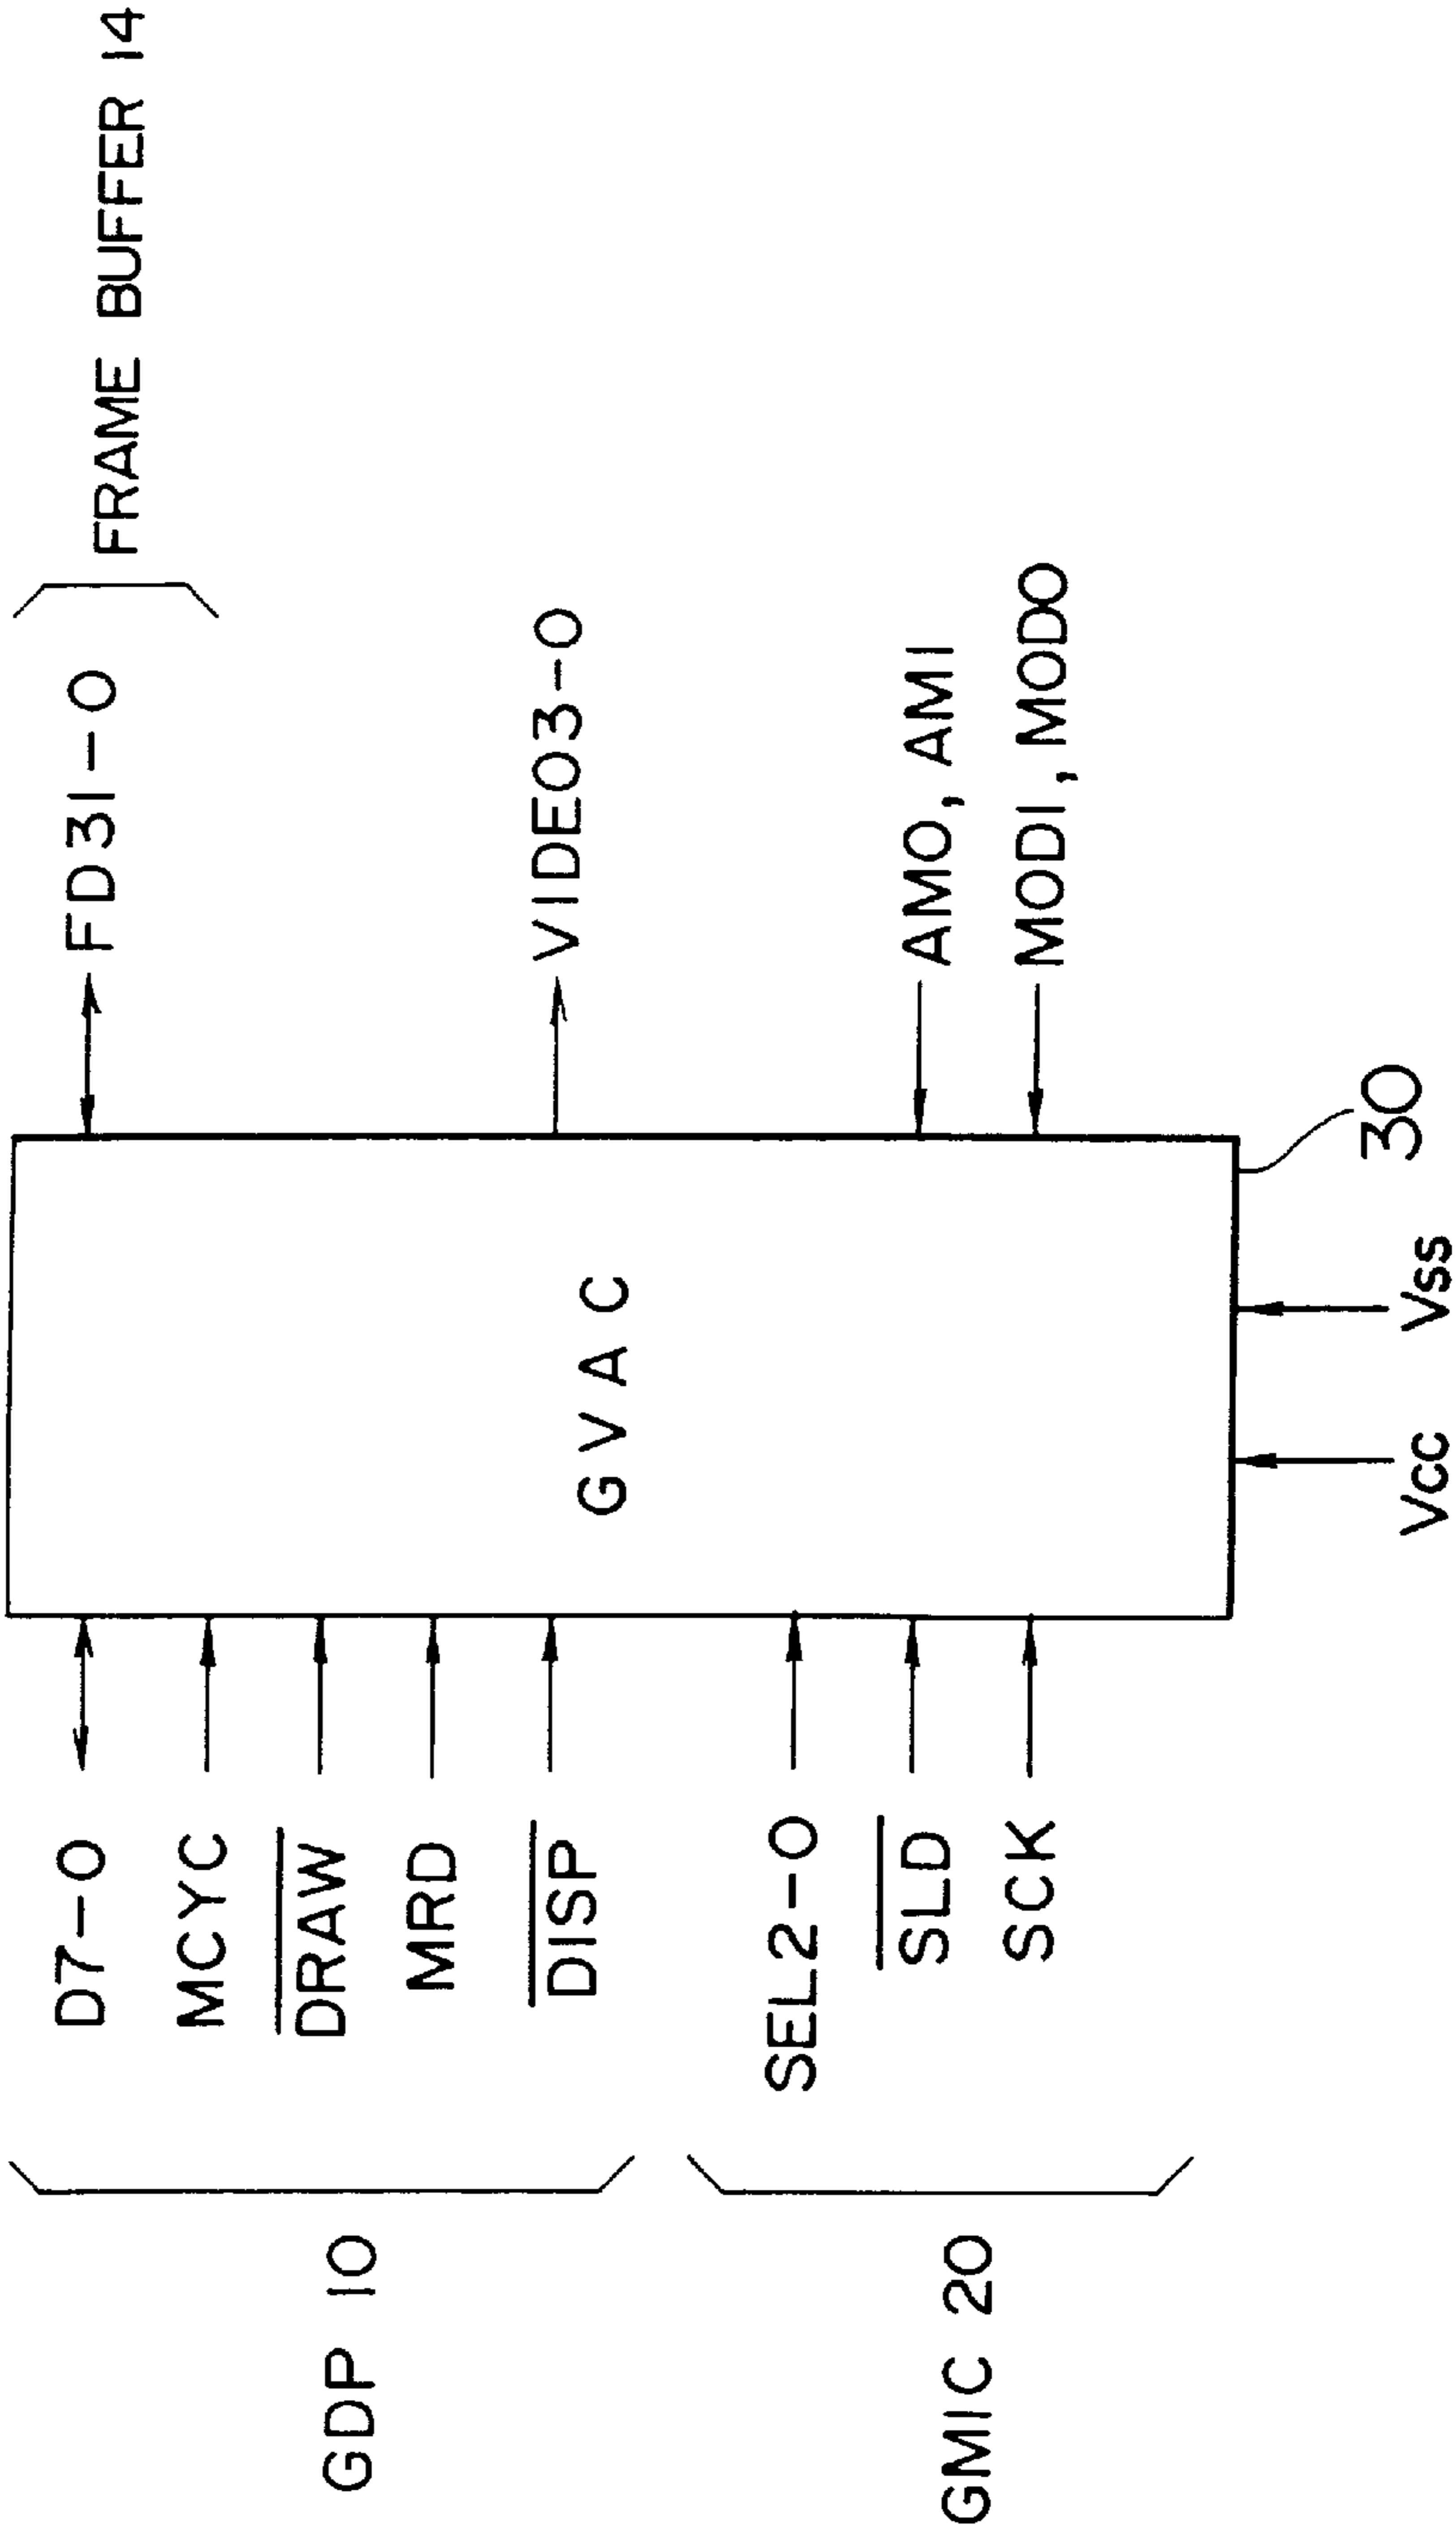 GDP 10
D7-0
MCYC
DRAW
MRD
DISP
GMIC 20
SEL2-0
SLD
SCK
GVAC
FD31-0
FRAME BUFFER 14
VIDEO3-0
AM0, AM1
MOD1, MOD0
Vcc
Vss
30